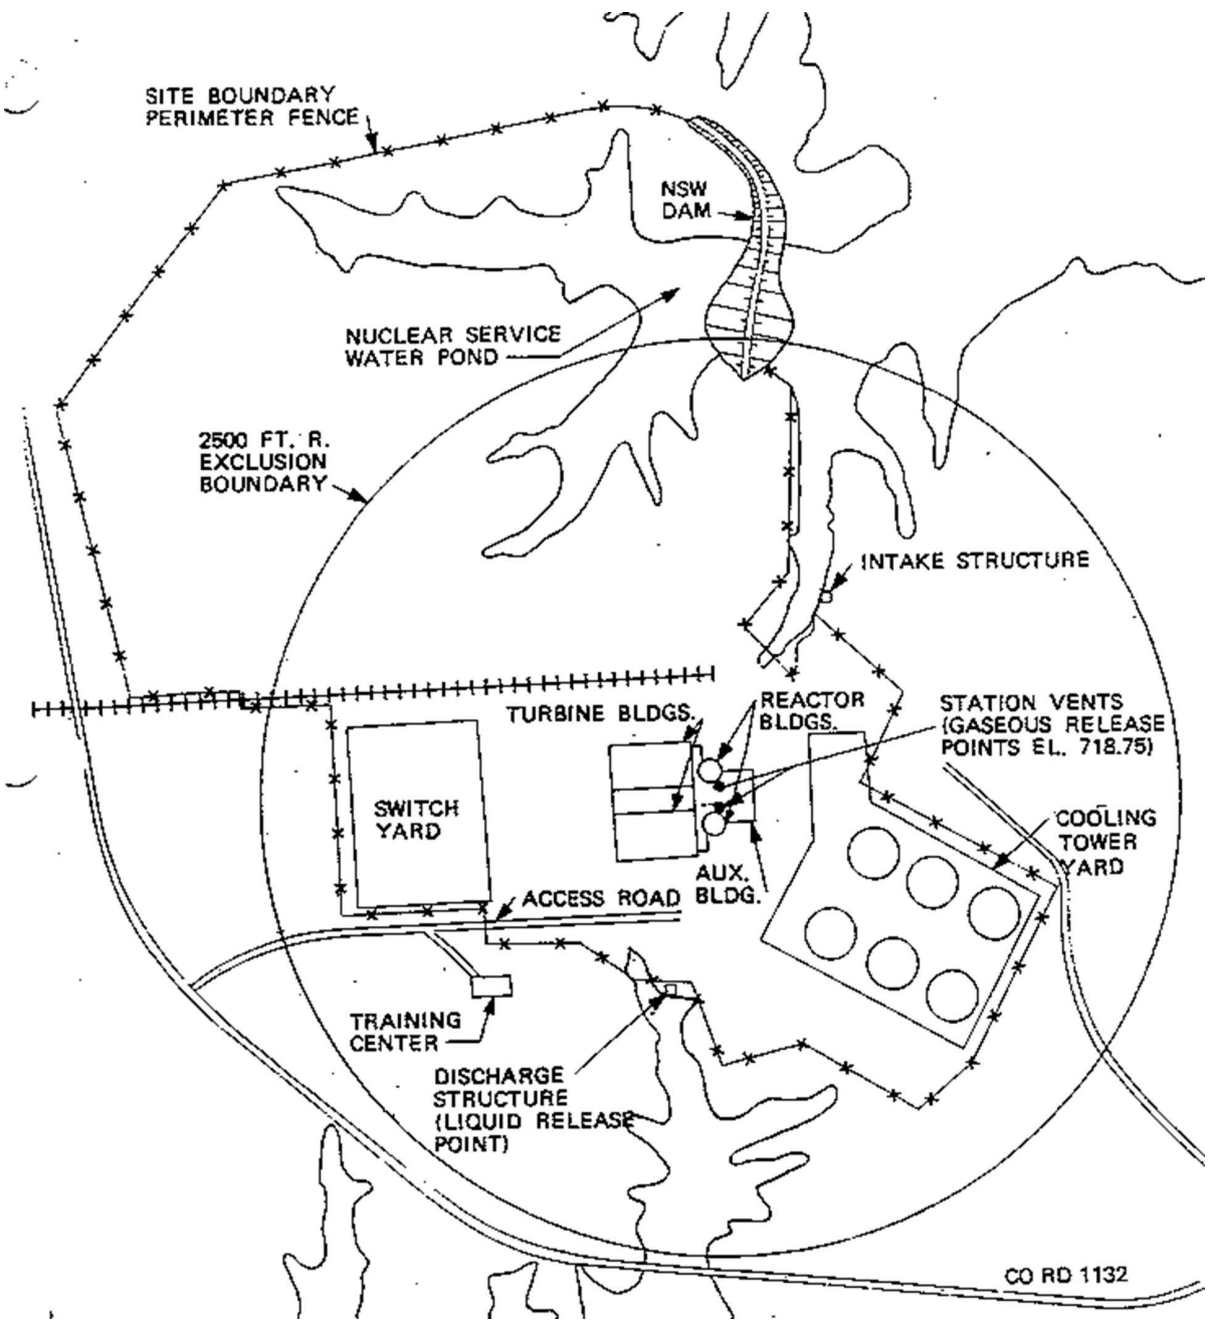 SITE BOUNDARY
PERIMETER FENCE
NSW
DAM
NUCLEAR SERVICE
WATER POND
2500 FT. R.
EXCLUSION
BOUNDARY
INTAKE STRUCTURE
TURBINE BLDGS.
REACTOR
BLDGS.
STATION VENTS
(GASEOUS RELEASE
POINTS EL. 718.75)
SWITCH
YARD
COOLING
TOWER
YARD
AUX.
BLDG.
ACCESS ROAD
TRAINING
CENTER
DISCHARGE
STRUCTURE
(LIQUID RELEASE
POINT)
CO RD 1132